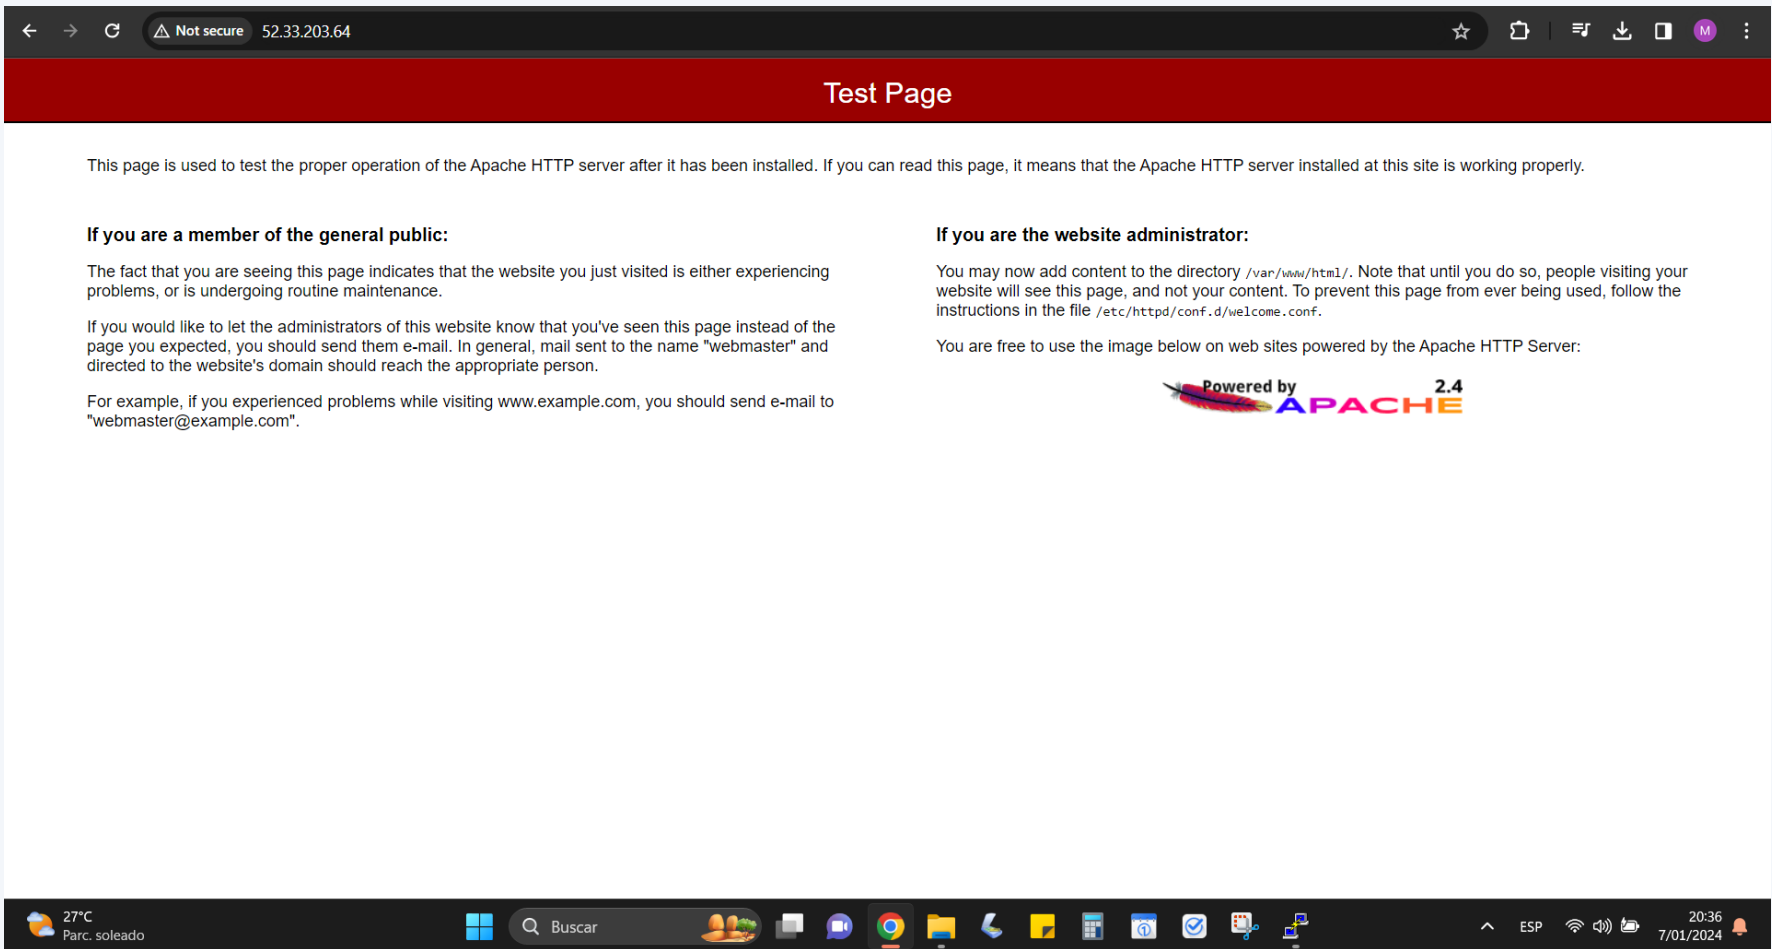 Not secure 52.33.203.64
M
Test Page
This page is used to test the proper operation of the Apache HTTP server after it has been installed. If you can read this page, it means that the Apache HTTP server installed at this site is working properly.
If you are a member of the general public:
The fact that you are seeing this page indicates that the website you just visited is either experiencing
problems, or is undergoing routine maintenance.
If you would like to let the administrators of this website know that you've seen this page instead of the
page you expected, you should send them e-mail. In general, mail sent to the name "webmaster" and
directed to the website's domain should reach the appropriate person.
For example, if you experienced problems while visiting www.example.com, you should send e-mail to
"webmaster@example.com".
If you are the website administrator:
You may now add content to the directory /var/www/html/. Note that until you do so, people visiting your
website will see this page, and not your content. To prevent this page from ever being used, follow the
instructions in the file /etc/httpd/conf.d/welcome.conf.
You are free to use the image below on web sites powered by the Apache HTTP Server:
Powered by 2.4
APACHE
27°C
Parc. soleado
Buscar
1
ESP
20:36
7/01/2024